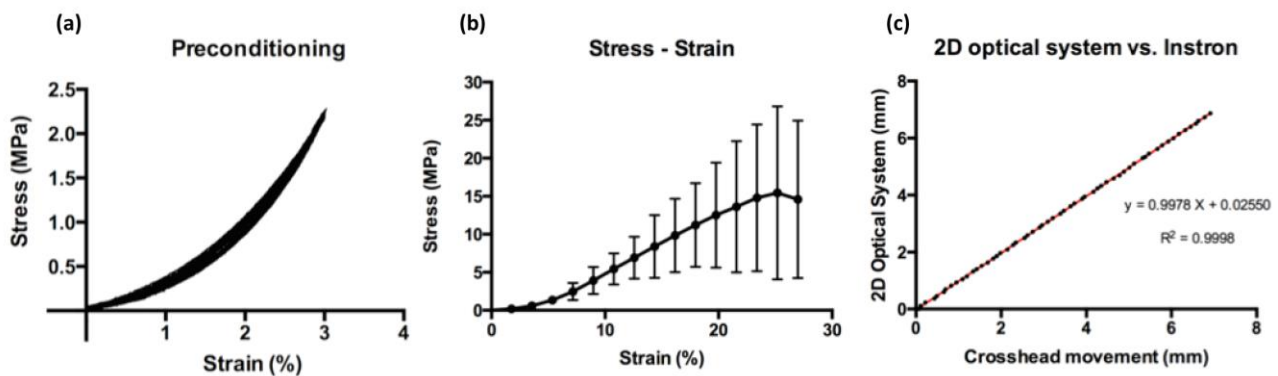 (a)
Preconditioning
Stress (MPa)
2.5
2.0
1.5
1.0
0.5
1
2
3
4
Strain (%)
(b)
Stress - Strain
Stress (MPa)
30
25
20
15
10
5
0
0
10
20
30
Strain (%)
(c)
2D optical system vs. Instron
2D Optical System (mm)
8
6
4
2
0
0
2
4
6
8
y = 0.9978 X + 0.02550
R² = 0.9998
Crosshead movement (mm)